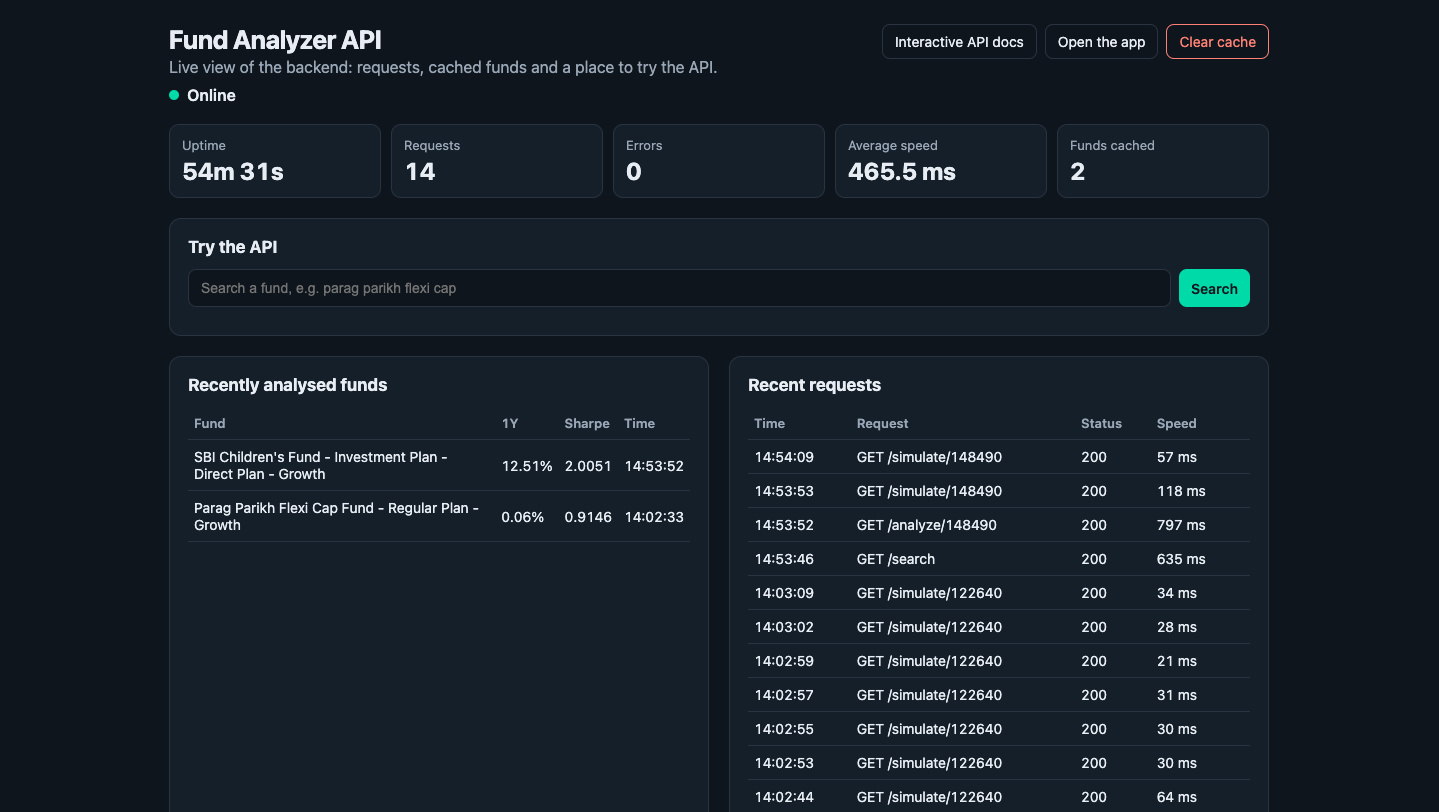 Fund Analyzer API
Interactive API docs
Open the app
Clear cache
Live view of the backend: requests, cached funds and a place to try the API.
Online
Uptime
54m 31s
Requests
14
Errors
0
Average speed
465.5 ms
Funds cached
2
Try the API
Search a fund, e.g. parag parikh flexi cap
Search
Recently analysed funds
Fund 1Y Sharpe Time
SBI Children's Fund - Investment Plan -
Direct Plan - Growth
12.51% 2.0051 14:53:52
Parag Parikh Flexi Cap Fund - Regular Plan -
Growth
0.06% 0.9146 14:02:33
Recent requests
Time Request Status Speed
14:54:09 GET /simulate/148490 200 57 ms
14:53:53 GET /simulate/148490 200 118 ms
14:53:52 GET /analyze/148490 200 797 ms
14:53:46 GET /search 200 635 ms
14:03:09 GET /simulate/122640 200 34 ms
14:03:02 GET /simulate/122640 200 28 ms
14:02:59 GET /simulate/122640 200 21 ms
14:02:57 GET /simulate/122640 200 31 ms
14:02:55 GET /simulate/122640 200 30 ms
14:02:53 GET /simulate/122640 200 30 ms
14:02:44 GET /simulate/122640 200 64 ms